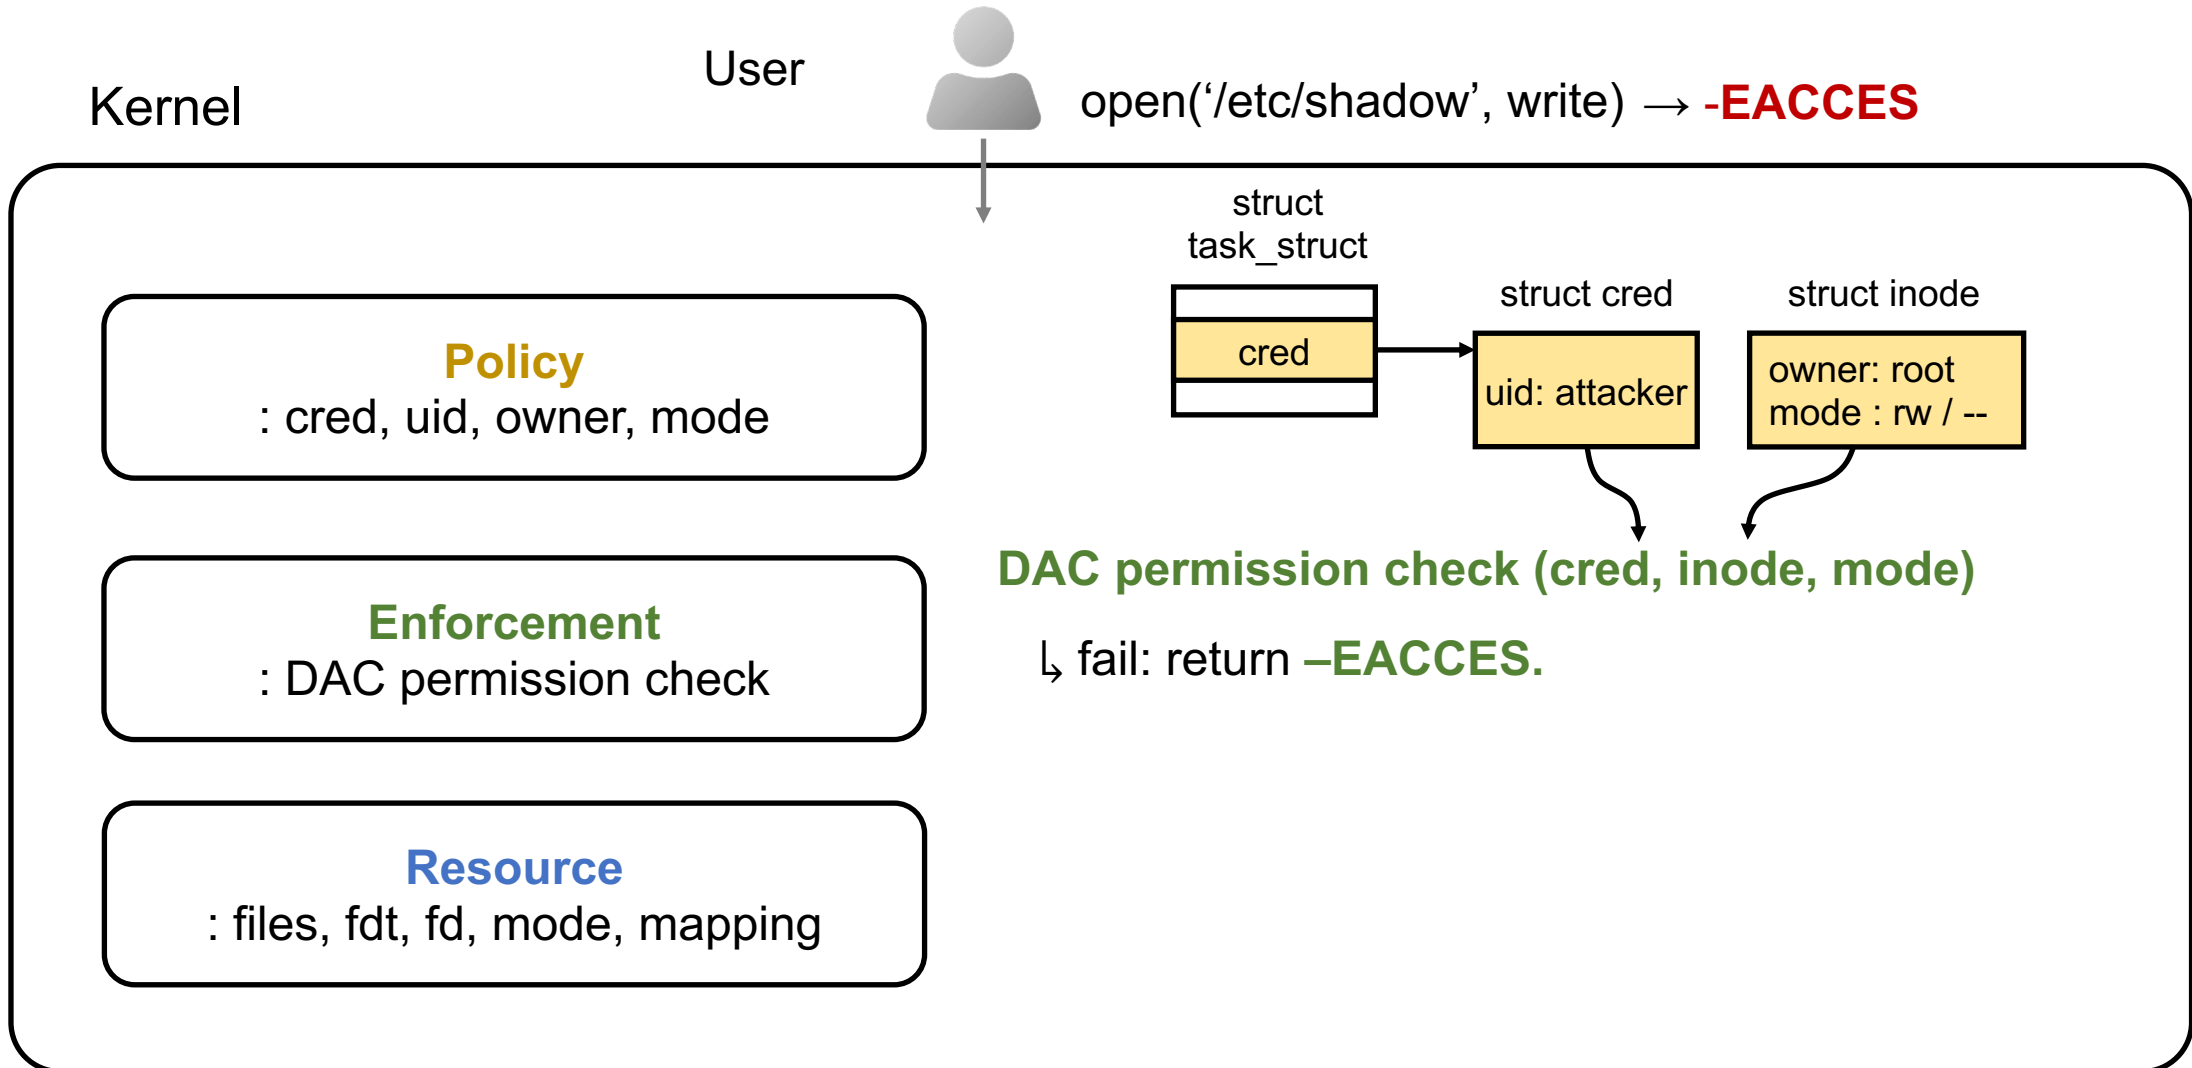 User
Kernel
open(‘/etc/shadow’, write) → -EACCES
struct
task_struct
cred
struct cred
uid: attacker
struct inode
owner: root
mode : rw / --
Policy
: cred, uid, owner, mode
DAC permission check (cred, inode, mode)
↳ fail: return –EACCES.
Enforcement
: DAC permission check
Resource
: files, fdt, fd, mode, mapping